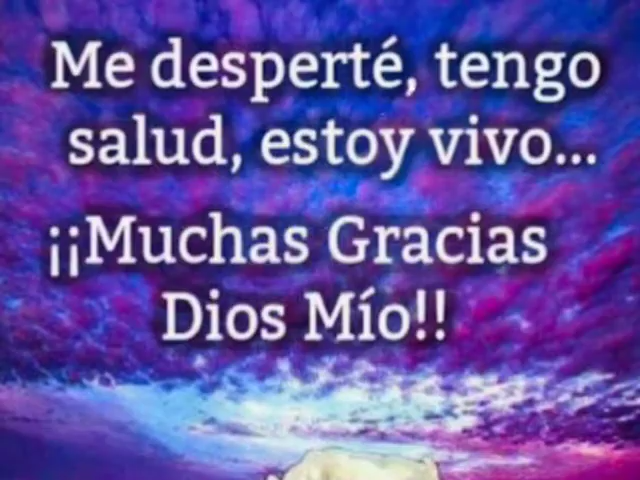 Me desperté, tengo
salud, estoy vivo...
¡¡Muchas Gracias
Dios Mío!!